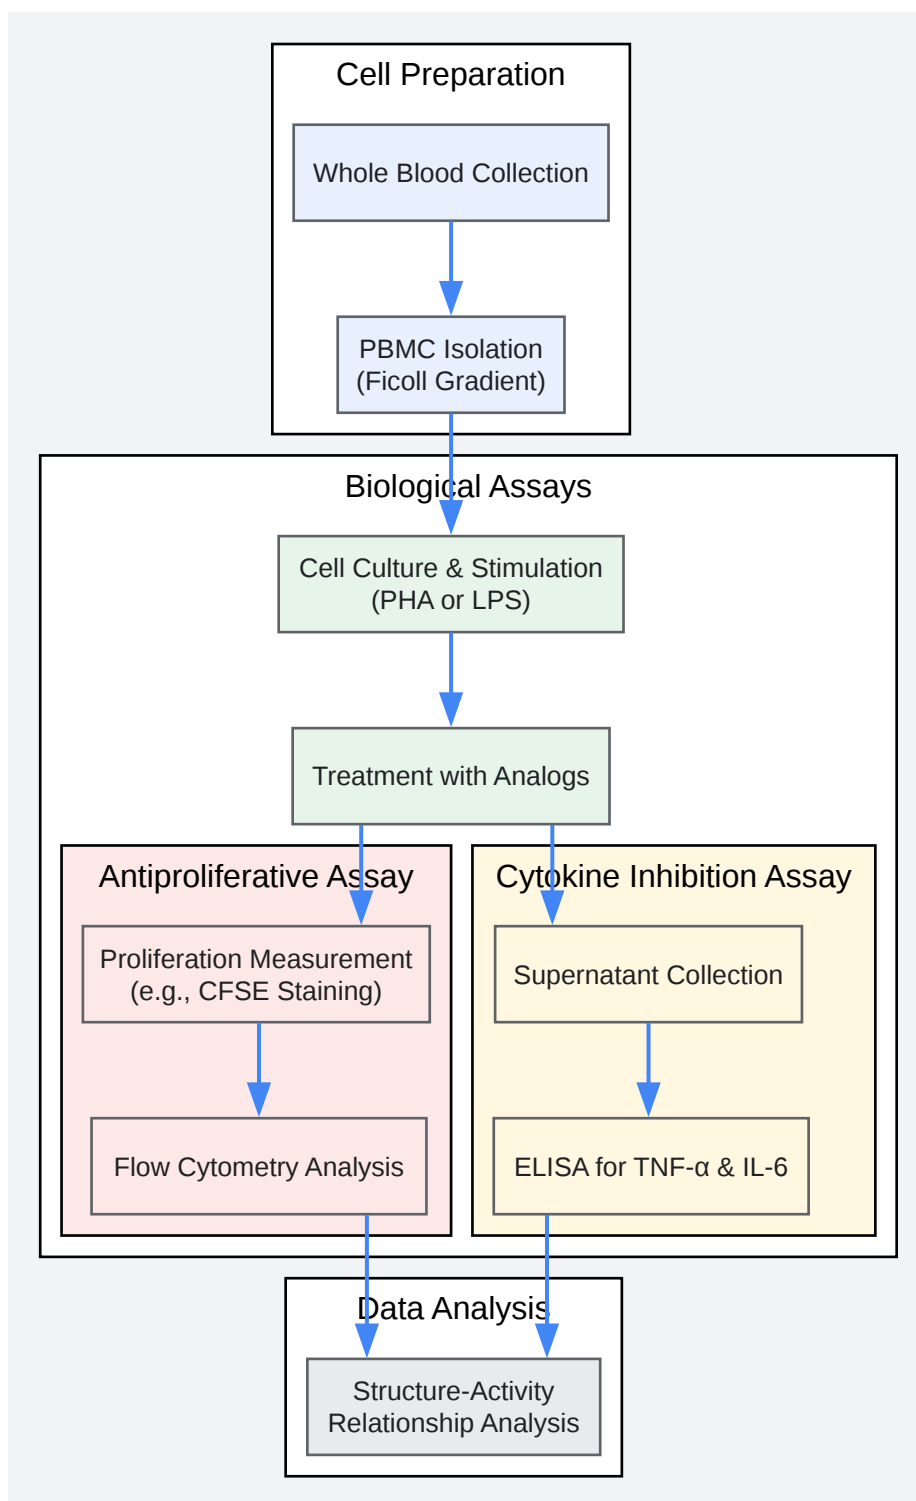 Cell Preparation
Whole Blood Collection
PBMC Isolation
(Ficoll Gradient)
Biological Assays
Cell Culture & Stimulation
(PHA or LPS)
Treatment with Analogs
Antiproliferative Assay
Proliferation Measurement
(e.g., CFSE Staining)
Flow Cytometry Analysis
Cytokine Inhibition Assay
Supernatant Collection
ELISA for TNF-α & IL-6
Data Analysis
Structure-Activity
Relationship Analysis